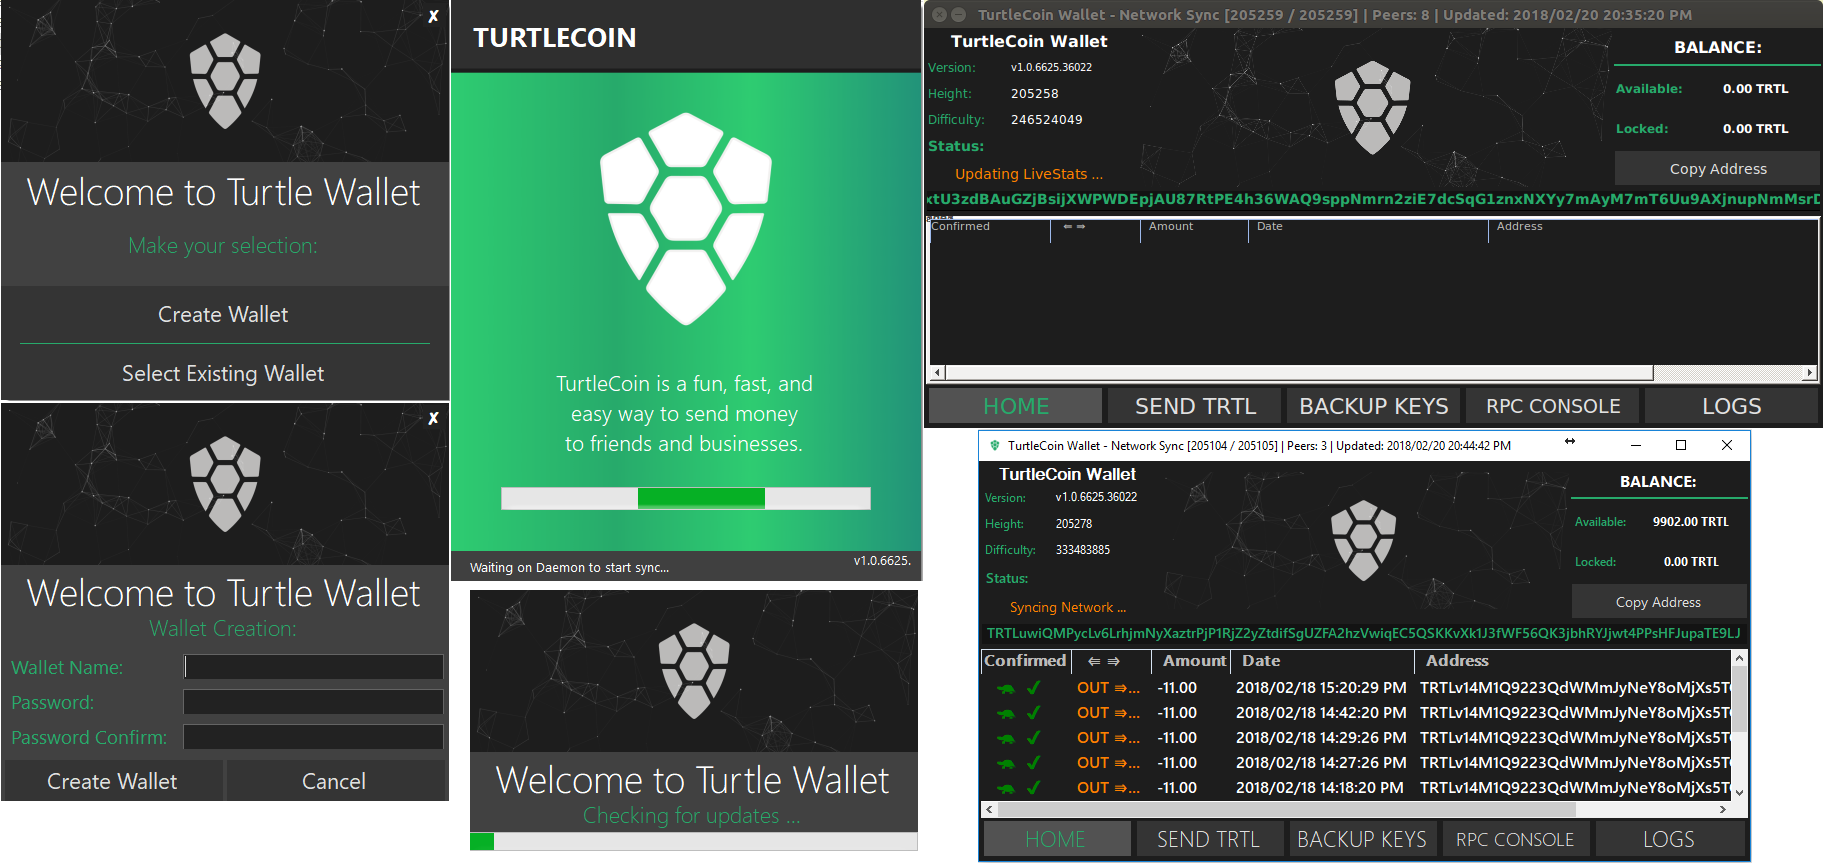 x
Welcome to Turtle Wallet
Make your selection:
Create Wallet
Select Existing Wallet
x
Welcome to Turtle Wallet
Wallet Creation:
Wallet Name:
Password:
Password Confirm:
Create Wallet Cancel
TURTLECOIN
TurtleCoin is a fun, fast, and
easy way to send money
to friends and businesses.
Waiting on Daemon to start sync... v1.0.6625.
Welcome to Turtle Wallet
Checking for updates ...
TurtleCoin Wallet - Network Sync [205259 / 205259] | Peers: 8 | Updated: 2018/02/20 20:35:20 PM
TurtleCoin Wallet
Version: v1.0.6625.36022
Height: 205258
Difficulty: 246524049
Status:
Updating LiveStats ...
BALANCE:
Available: 0.00 TRTL
Locked: 0.00 TRTL
Copy Address
xtU3zdBAuGZjBsijXWPWDEpjAU87RtPE4h36WAQ9sppNmrn2ziE7dcSqG1znxNXYy7mAyM7mT6Uu9AXjnupNmMsrD
Confirmed ⇐ ⇒ Amount Date Address
HOME SEND TRTL BACKUP KEYS RPC CONSOLE LOGS
TurtleCoin Wallet - Network Sync [205104 / 205105] | Peers: 3 | Updated: 2018/02/20 20:44:42 PM
TurtleCoin Wallet
Version: v1.0.6625.36022
Height: 205278
Difficulty: 333483885
Status:
Syncing Network ...
BALANCE:
Available: 9902.00 TRTL
Locked: 0.00 TRTL
Copy Address
TRTLuwiQMPycLv6LrhjmNyXaztrPjP1RjZ2yZtdifSgUZFA2hzVwiqEC5QSKKvXk1J3fWF56QK3jbhRYJjwt4PPsHFJupaTE9LJ
Confirmed ⇐ ⇒ Amount Date Address
OUT ⇛... -11.00 2018/02/18 15:20:29 PM TRTLv14M1Q9223QdWMmJyNeY8oMjXs5T
OUT ⇛... -11.00 2018/02/18 14:42:20 PM TRTLv14M1Q9223QdWMmJyNeY8oMjXs5T
OUT ⇛... -11.00 2018/02/18 14:29:26 PM TRTLv14M1Q9223QdWMmJyNeY8oMjXs5T
OUT ⇛... -11.00 2018/02/18 14:27:26 PM TRTLv14M1Q9223QdWMmJyNeY8oMjXs5T
OUT ⇛... -11.00 2018/02/18 14:18:20 PM TRTLv14M1Q9223QdWMmJyNeY8oMjXs5T
HOME SEND TRTL BACKUP KEYS RPC CONSOLE LOGS